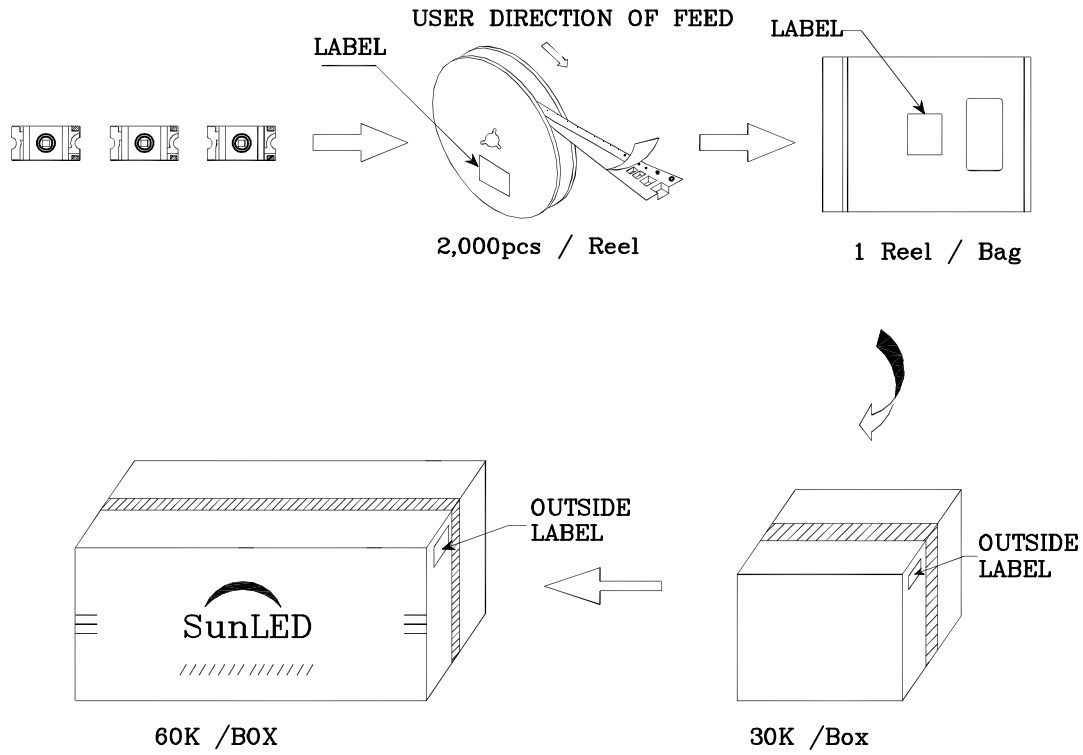 USER DIRECTION OF FEED
LABEL
LABEL
2,000pcs / Reel
1 Reel / Bag
OUTSIDE
LABEL
OUTSIDE
LABEL
SunLED
60K /BOX
30K /Box